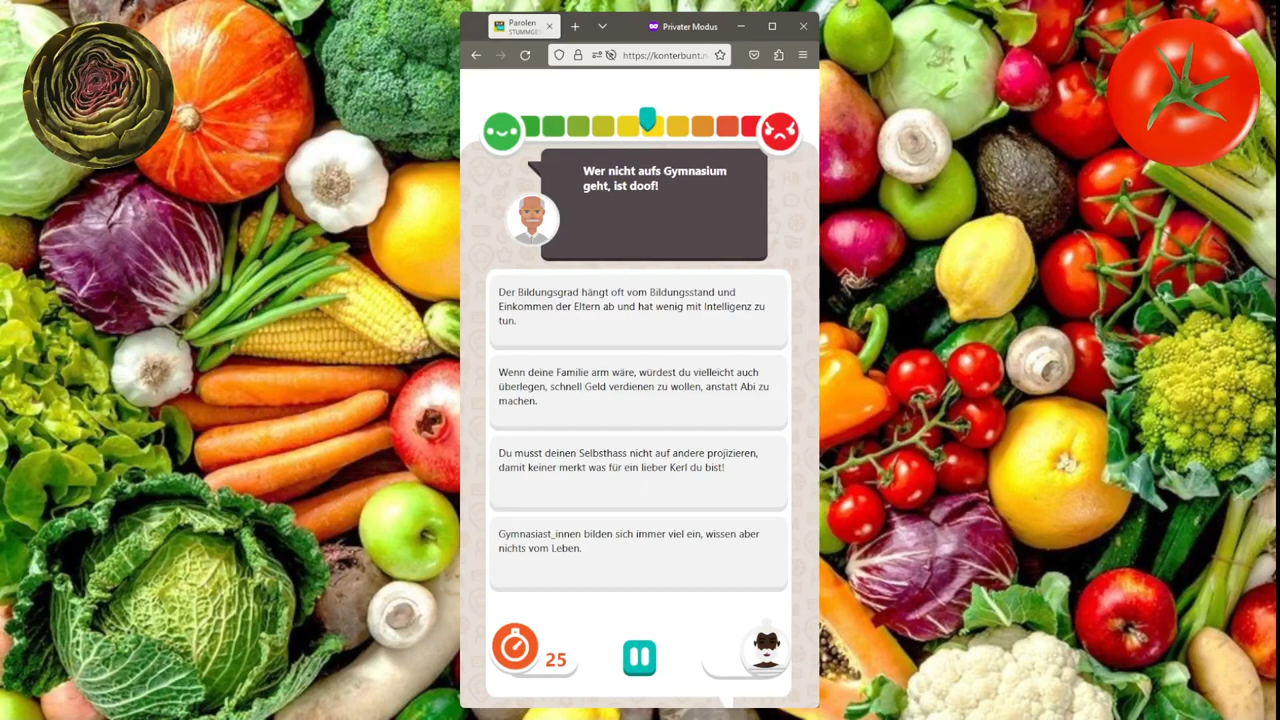 Parolen
STUMMGES
Privater Modus
https://konterbunt.
Wer nicht aufs Gymnasium
geht, ist doof!
Der Bildungsgrad hängt oft vom Bildungsstand und
Einkommen der Eltern ab und hat wenig mit Intelligenz zu
tun.
Wenn deine Familie arm wäre, würdest du vielleicht auch
überlegen, schnell Geld verdienen zu wollen, anstatt Abi zu
machen.
Du musst deinen Selbsthass nicht auf andere projizieren,
damit keiner merkt was für ein lieber Kerl du bist!
Gymnasiast_innen bilden sich immer viel ein, wissen aber
nichts vom Leben.
25